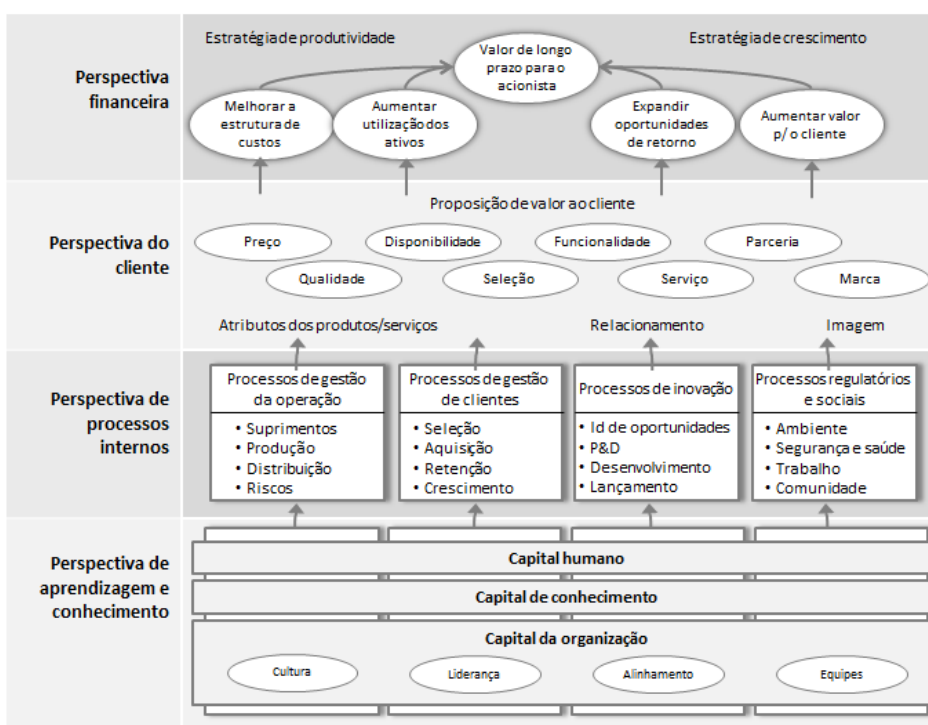 Estratégia de produtividade
Estratégia de crescimento
Valor de longo
prazo para o
acionista
Perspectiva
financeira
Melhorar a
estrutura de
custos
Aumentar
utilização dos
ativos
Expandir
oportunidades
de retorno
Aumentar valor
p/ o cliente
Proposição de valor ao cliente
Perspectiva do
cliente
Preço
Disponibilidade
Funcionalidade
Parceria
Qualidade
Seleção
Serviço
Marca
Atributos dos produtos/serviços
Relacionamento
Imagem
Perspectiva de
processos
internos
Processos de gestão
da operação
• Suprimentos
• Produção
• Distribuição
• Riscos
Processos de gestão
de clientes
• Seleção
• Aquisição
• Retenção
• Crescimento
Processos de inovação
• Id de oportunidades
• P&D
• Desenvolvimento
• Lançamento
Processos regulatórios
e sociais
• Ambiente
• Segurança e saúde
• Trabalho
• Comunidade
Perspectiva de
aprendizagem e
conhecimento
Capital humano
Capital de conhecimento
Capital da organização
Cultura
Liderança
Alinhamento
Equipes